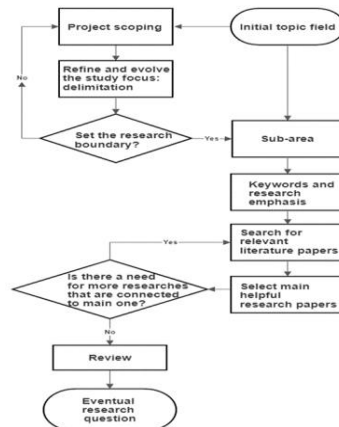 Project scoping
Initial topic field
No
Refine and evolve
the study focus:
delimitation
Set the research
boundary?
Yes
Sub-area
Keywords and
research
emphasis
Yes
Search for
relevant
literature papers
Is there a need
for more researches
that are connected
to main one?
Select main
helpful
research papers
No
Review
Eventual
research
question